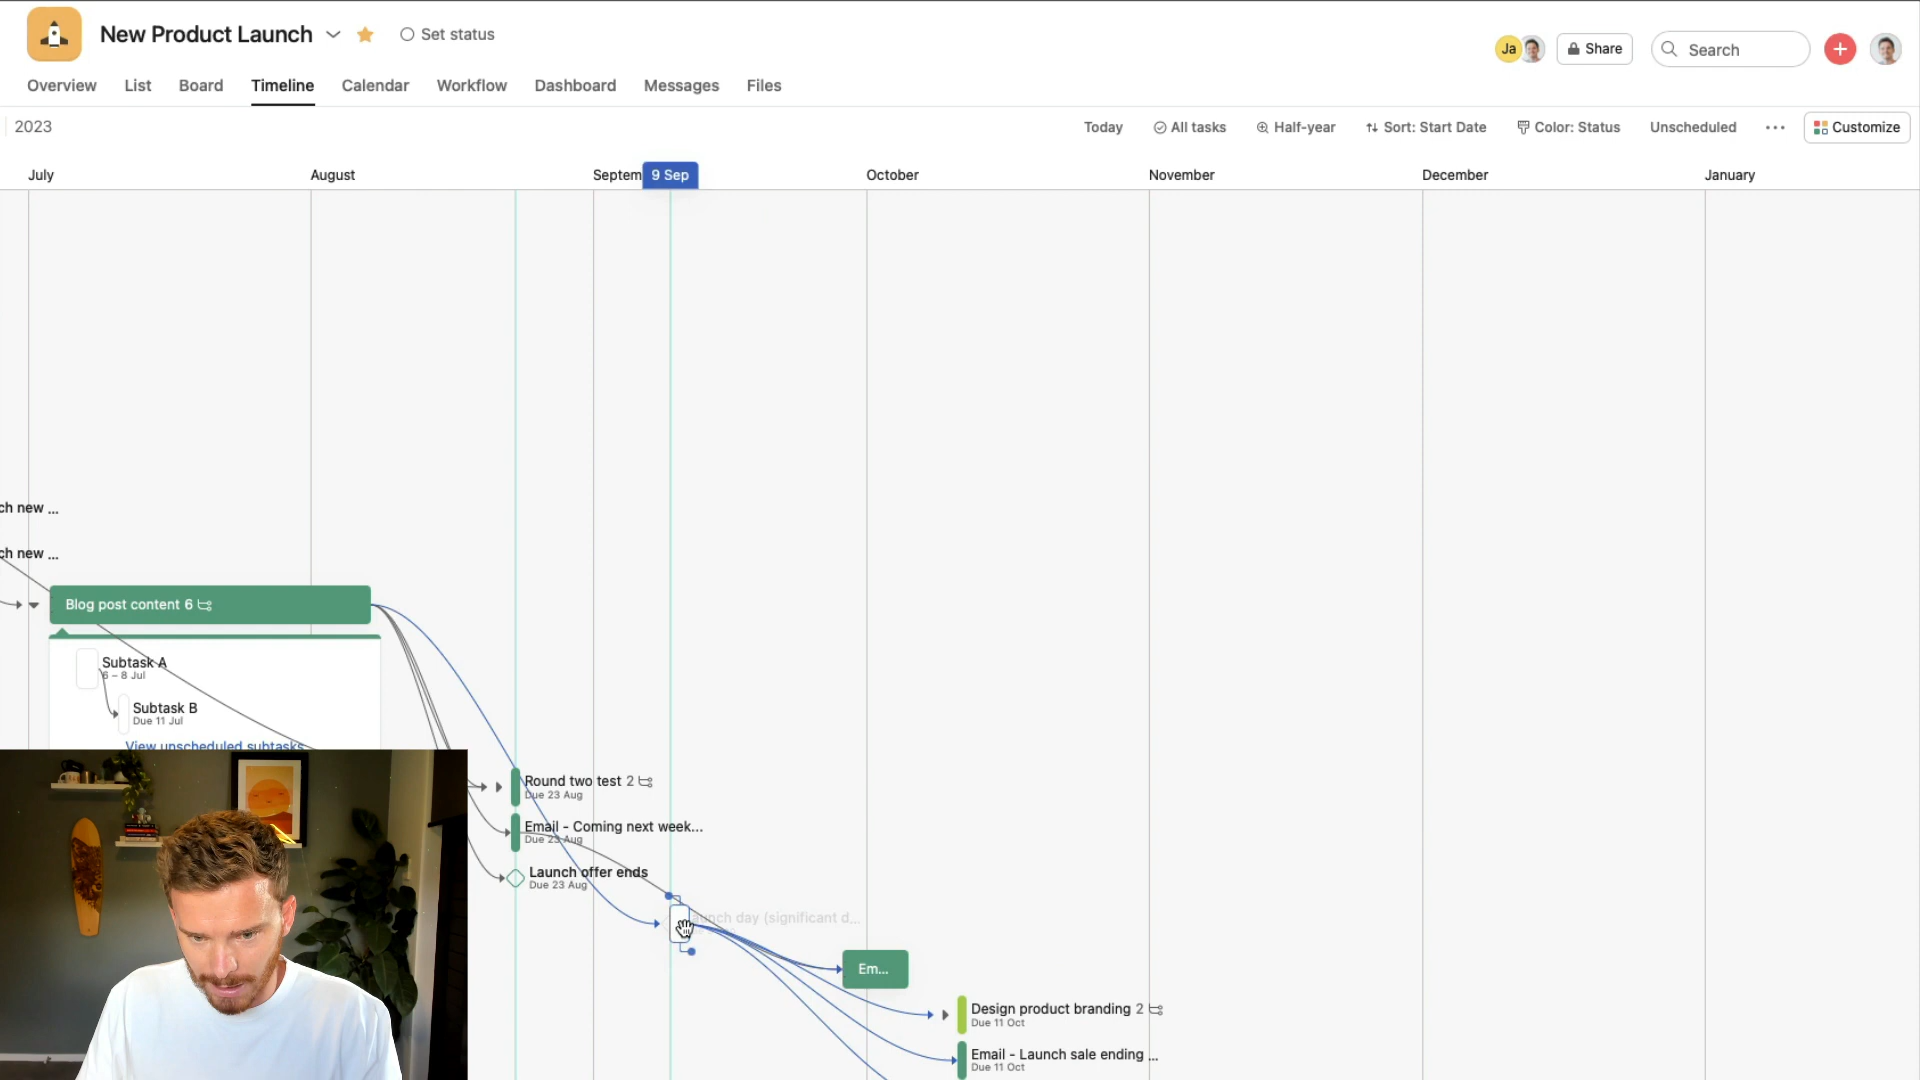 New Product Launch
Set status
Ja
Share
Search
Overview
List
Board
Timeline
Calendar
Workflow
Dashboard
Messages
Files
2023
Today
All tasks
Half-year
Sort: Start Date
Color: Status
Unscheduled
Customize
July
August
Septem
9 Sep
October
November
December
January
ch new ...
ch new ...
Blog post content 6
Subtask A
6 – 8 Jul
Subtask B
Due 11 Jul
View unscheduled subtasks
Round two test 2
Due 23 Aug
Email - Coming next week...
Due 23 Aug
Launch offer ends
Due 23 Aug
aunch day (significant d...
Em...
Design product branding 2
Due 11 Oct
Email - Launch sale ending ...
Due 11 Oct